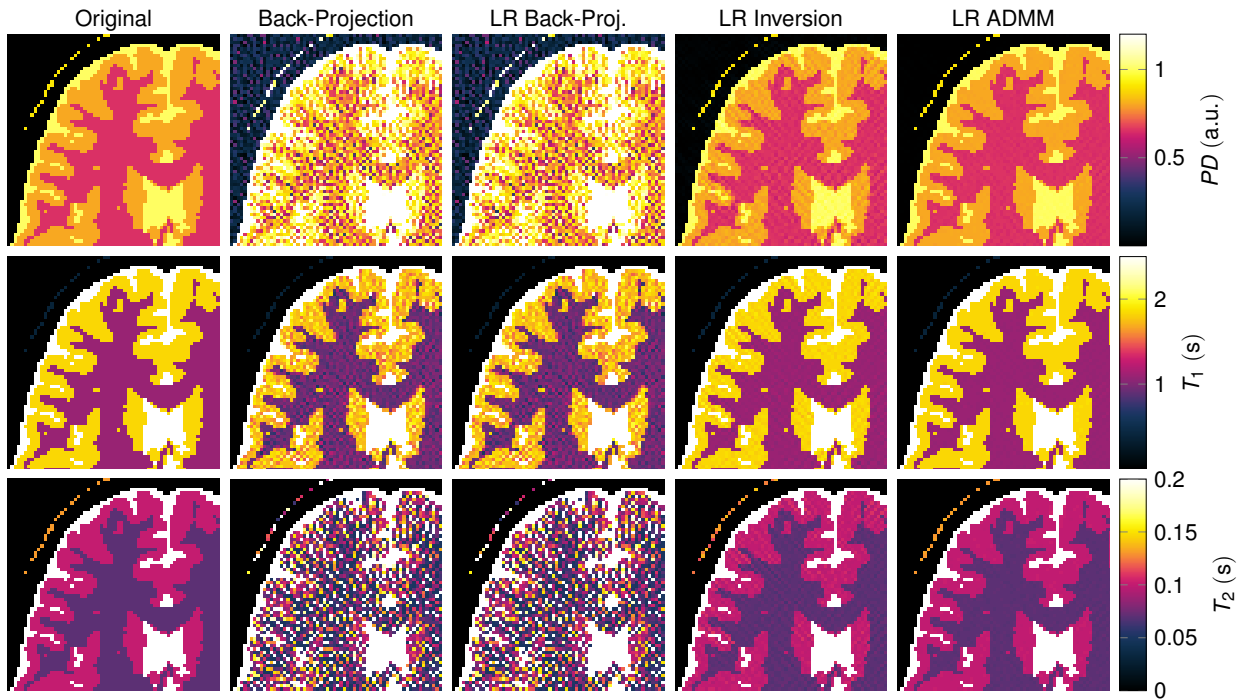 Original Back-Projection LR Back-Proj. LR Inversion LR ADMM
1
0.5
PD (a.u.)
2
1
T1 (s)
0.2
0.15
0.1
0.05
0
T2 (s)